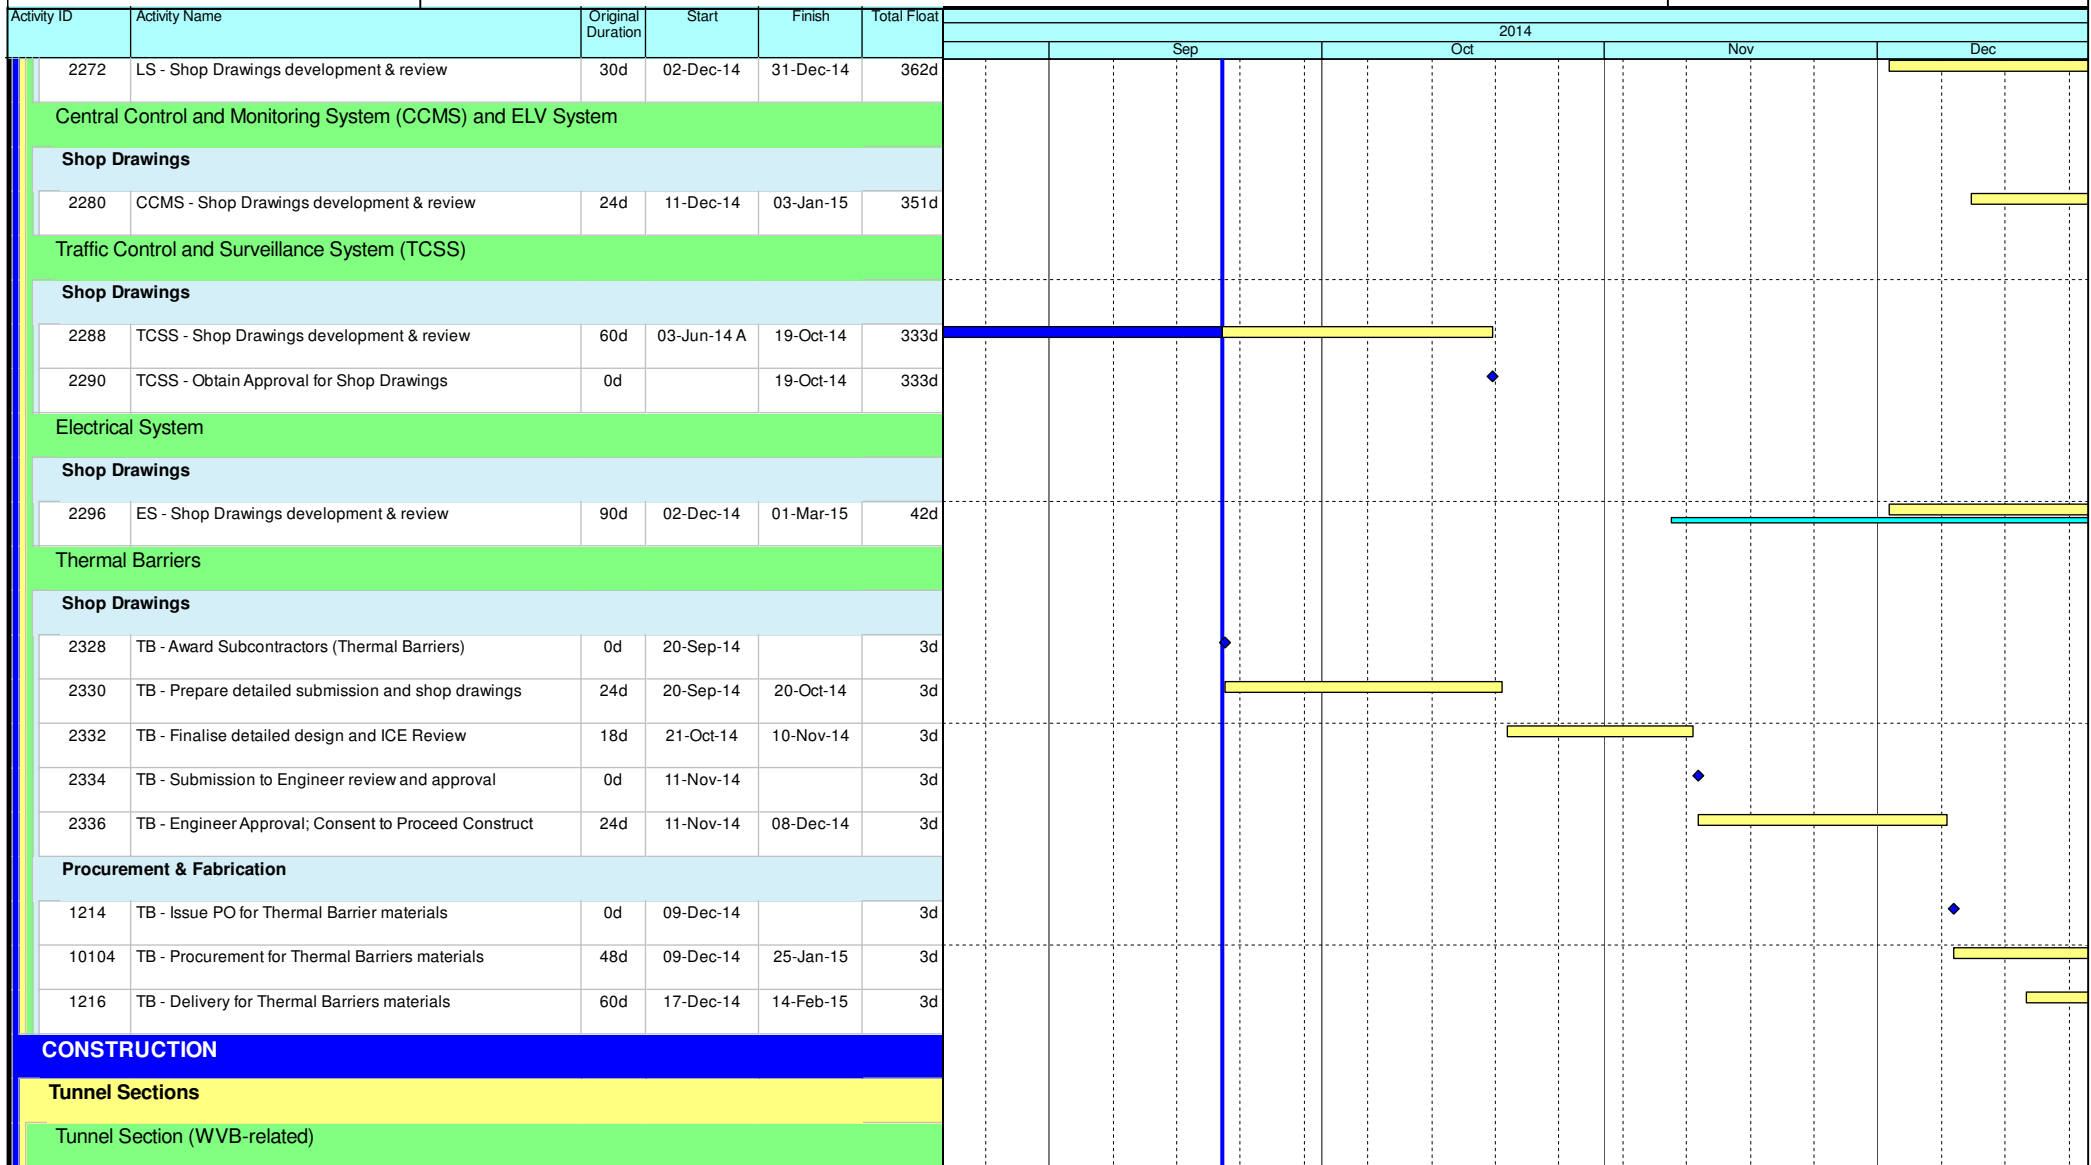 Activity ID Activity Name Original Duration Start Finish Total Float
2014
Sep Oct Nov Dec
2272 LS - Shop Drawings development & review 30d 02-Dec-14 31-Dec-14 362d
Central Control and Monitoring System (CCMS) and ELV System
Shop Drawings
2280 CCMS - Shop Drawings development & review 24d 11-Dec-14 03-Jan-15 351d
Traffic Control and Surveillance System (TCSS)
Shop Drawings
2288 TCSS - Shop Drawings development & review 60d 03-Jun-14 A 19-Oct-14 333d
2290 TCSS - Obtain Approval for Shop Drawings 0d 19-Oct-14 333d
Electrical System
Shop Drawings
2296 ES - Shop Drawings development & review 90d 02-Dec-14 01-Mar-15 42d
Thermal Barriers
Shop Drawings
2328 TB - Award Subcontractors (Thermal Barriers) 0d 20-Sep-14 3d
2330 TB - Prepare detailed submission and shop drawings 24d 20-Sep-14 20-Oct-14 3d
2332 TB - Finalise detailed design and ICE Review 18d 21-Oct-14 10-Nov-14 3d
2334 TB - Submission to Engineer review and approval 0d 11-Nov-14 3d
2336 TB - Engineer Approval; Consent to Proceed Construct 24d 11-Nov-14 08-Dec-14 3d
Procurement & Fabrication
1214 TB - Issue PO for Thermal Barrier materials 0d 09-Dec-14 3d
10104 TB - Procurement for Thermal Barriers materials 48d 09-Dec-14 25-Jan-15 3d
1216 TB - Delivery for Thermal Barriers materials 60d 17-Dec-14 14-Feb-15 3d
CONSTRUCTION
Tunnel Sections
Tunnel Section (WVB-related)